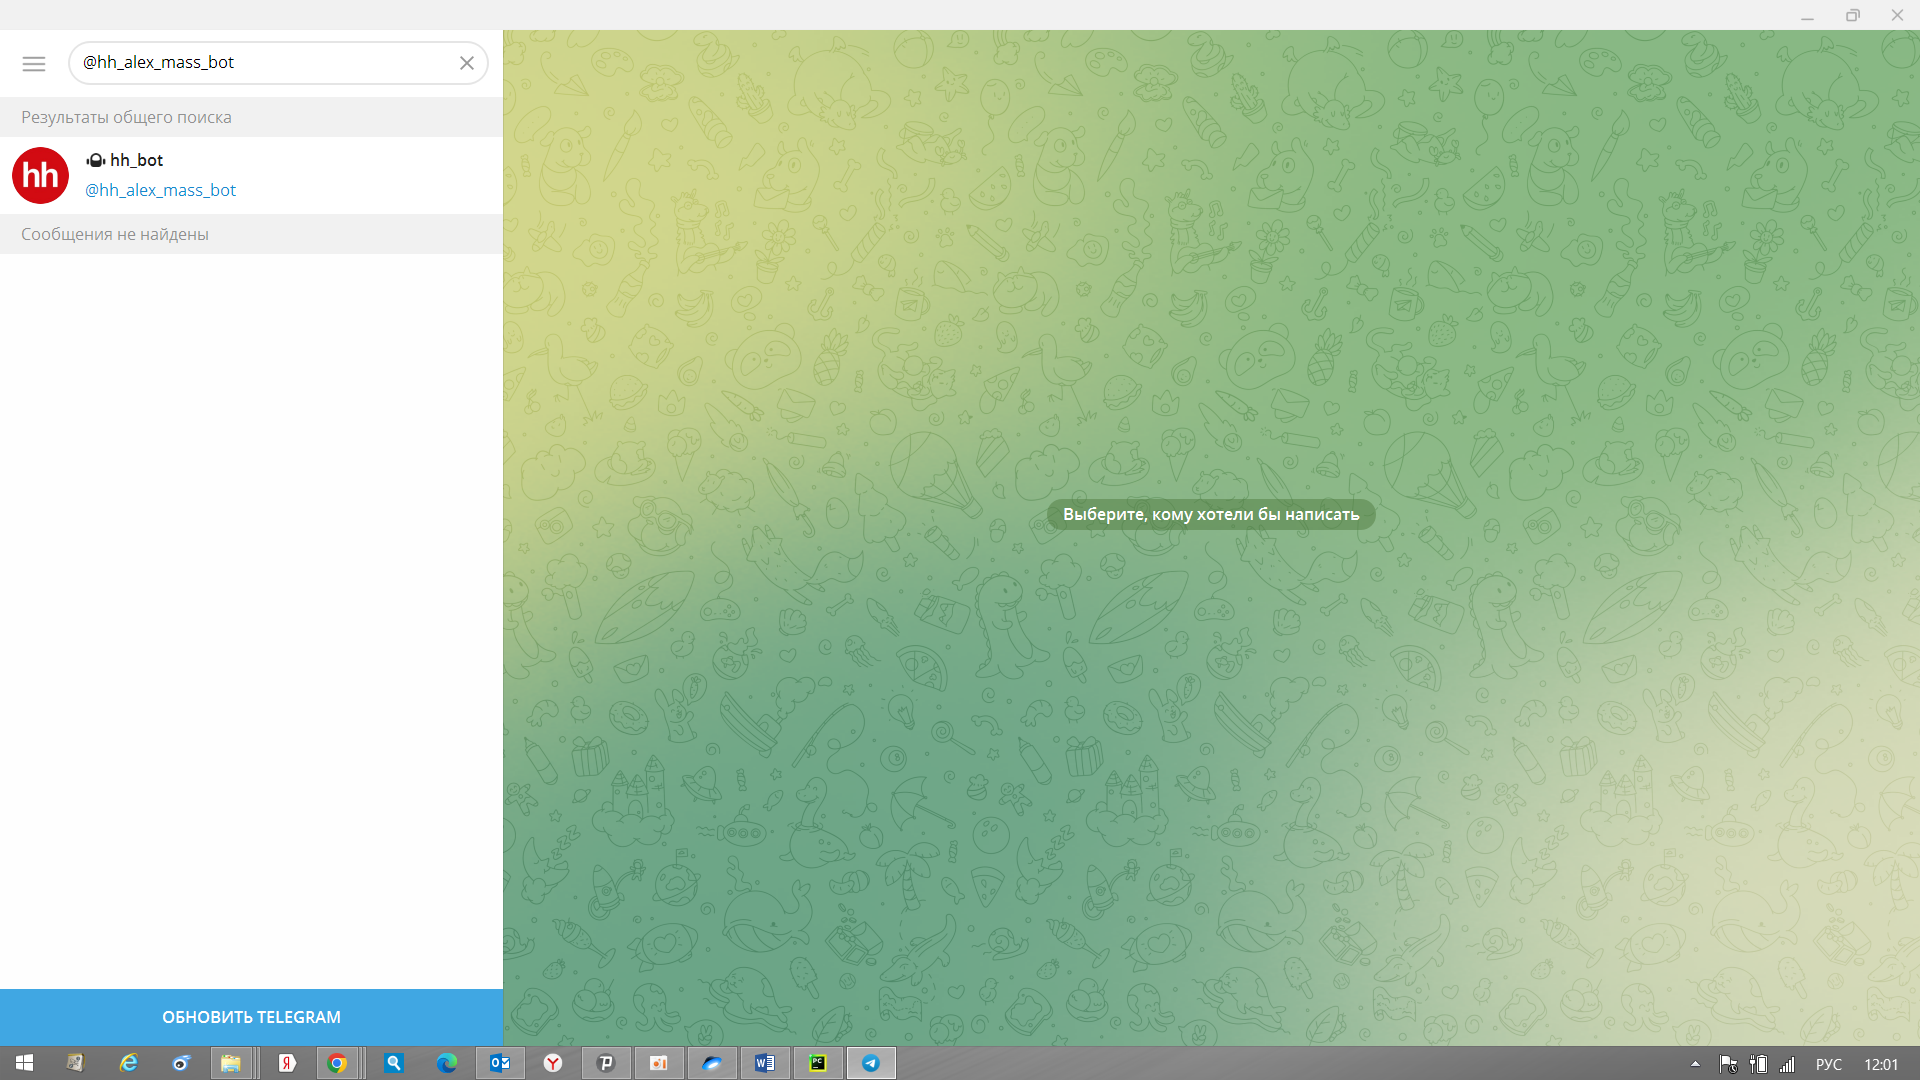 @hh_alex_mass_bot
Результаты общего поиска
hh
hh_bot
@hh_alex_mass_bot
Сообщения не найдены
Выберите, кому хотели бы написать
ОБНОВИТЬ TELEGRAM
РУС
12:01